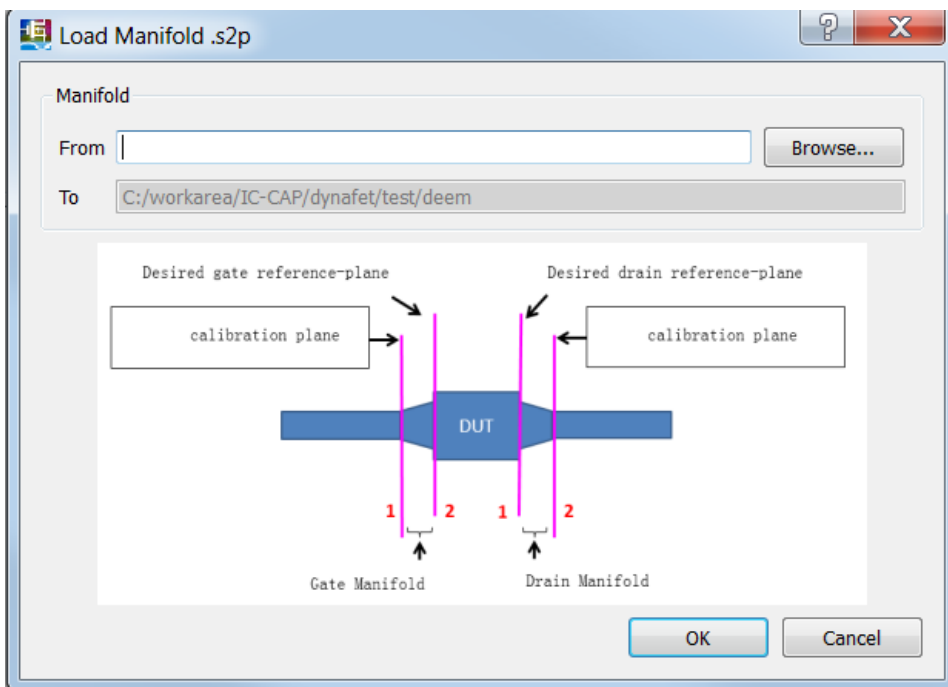 Load Manifold .s2p
Manifold
From
Browse...
To C:/workarea/IC-CAP/dynafet/test/deem
Desired gate reference-plane Desired drain reference-plane
calibration plane calibration plane
DUT
1 2 1 2
Gate Manifold Drain Manifold
OK Cancel